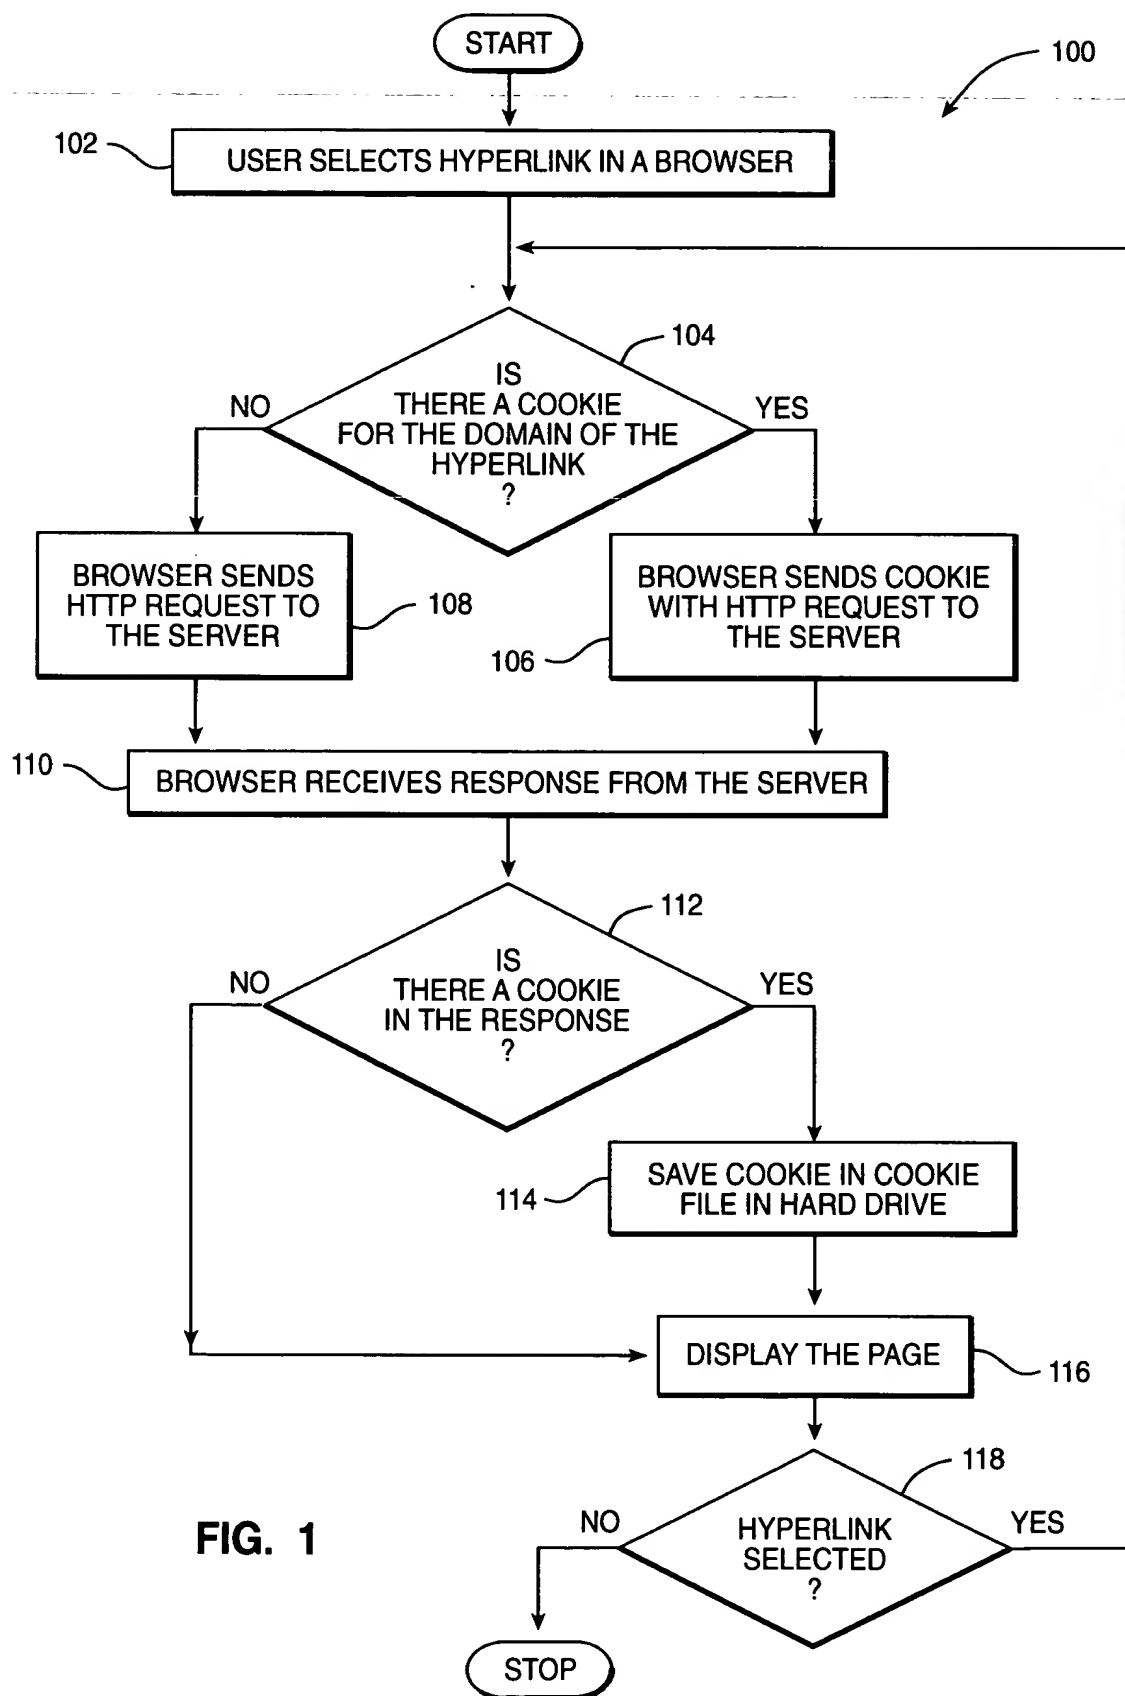 START
100
102
USER SELECTS HYPERLINK IN A BROWSER
104
IS
THERE A COOKIE
FOR THE DOMAIN OF THE
HYPERLINK
?
NO
YES
BROWSER SENDS
HTTP REQUEST TO
THE SERVER
108
BROWSER SENDS COOKIE
WITH HTTP REQUEST TO
THE SERVER
106
110
BROWSER RECEIVES RESPONSE FROM THE SERVER
112
IS
THERE A COOKIE
IN THE RESPONSE
?
NO
YES
SAVE COOKIE IN COOKIE
FILE IN HARD DRIVE
114
DISPLAY THE PAGE
116
118
HYPERLINK
SELECTED
?
NO
YES
FIG. 1
STOP